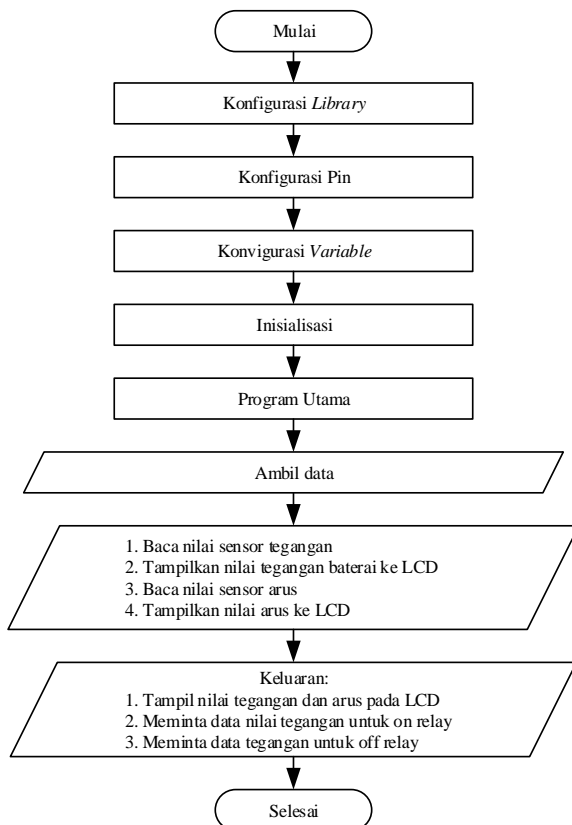 Mulai
Konfigurasi Library
Konfigurasi Pin
Konvigurasi Variable
Inisialisasi
Program Utama
Ambil data
1. Baca nilai sensor tegangan
2. Tampilkan nilai tegangan baterai ke LCD
3. Baca nilai sensor arus
4. Tampilkan nilai arus ke LCD
Keluaran:
1. Tampil nilai tegangan dan arus pada LCD
2. Meminta data nilai tegangan untuk on relay
3. Meminta data tegangan untuk off relay
Selesai